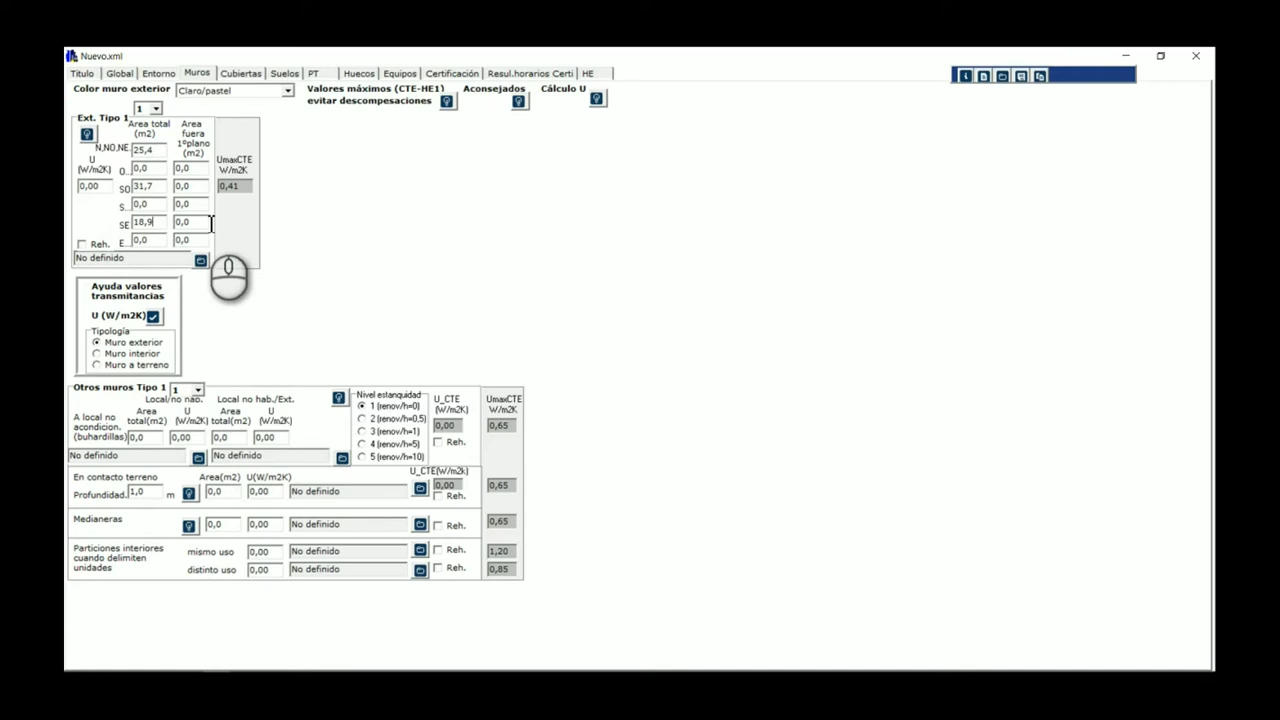 Nuevo.xml
Título Global Entorno Muros Cubiertas Suelos PT Huecos Equipos Certificación Resul.horarios Certi HE
Color muro exterior Claro/pastel
Valores máximos (CTE-HE1)
evitar descompesaciones
Aconsejados
Cálculo U
Ext. Tipo 1 1
Area total
(m2)
Area
fuera
1ºplano
(m2)
U
(W/m2K)
0,00
N,NO,NE. 25,4
O... 0,0 0,0
SO 31,7 0,0
S... 0,0 0,0
SE 18,9 0,0
E... 0,0 0,0
UmaxCTE
W/m2K
0,41
Reh.
No definido
Ayuda valores
transmitancias
U (W/m2K)
Tipología
Muro exterior
Muro interior
Muro a terreno
Otros muros Tipo 1 1
Local no hab./Ext.
A local no
acondicion.
(buhardillas)
Area
total(m2)
0,0
U
(W/m2K)
0,00
Area
total(m2)
0,0
U
(W/m2K)
0,00
No definido No definido
Nivel estanquidad
1 (renov/h=0)
2 (renov/h=0,5)
3 (renov/h=1)
4 (renov/h=5)
5 (renov/h=10)
U_CTE
(W/m2K)
0,00
Reh.
UmaxCTE
W/m2K
0,65
En contacto terreno
Profundidad. 1,0 m
Area(m2) U(W/m2K)
0,0 0,00 No definido
U_CTE(W/m2k)
0,00
Reh.
0,65
Medianeras 0,0 0,00 No definido Reh. 0,65
Particiones interiores
cuando delimiten
unidades
mismo uso 0,00 No definido Reh. 1,20
distinto uso 0,00 No definido Reh. 0,85